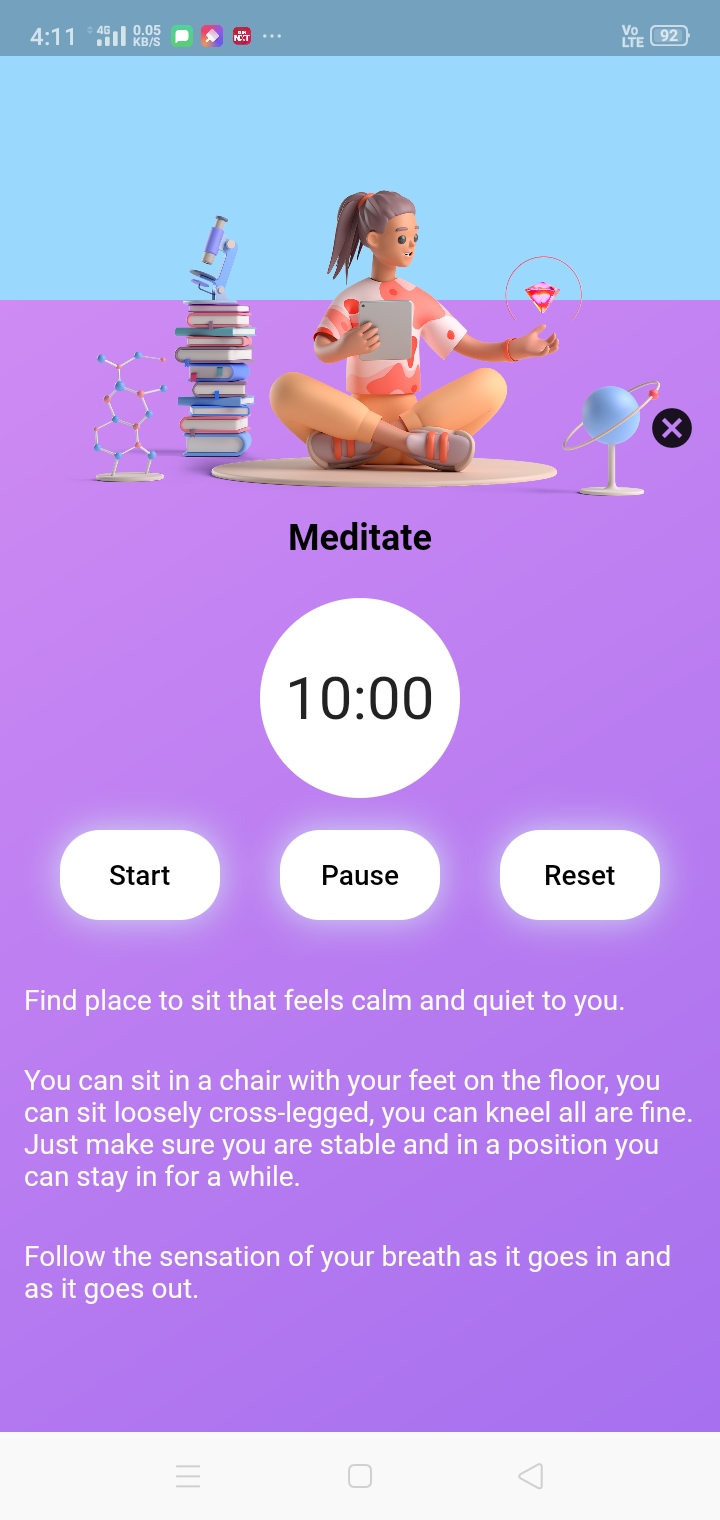 4:11 4G 0.05 KB/S NXT Vo LTE 92
Meditate
10:00
Start Pause Reset
Find place to sit that feels calm and quiet to you.
You can sit in a chair with your feet on the floor, you
can sit loosely cross-legged, you can kneel all are fine.
Just make sure you are stable and in a position you
can stay in for a while.
Follow the sensation of your breath as it goes in and
as it goes out.